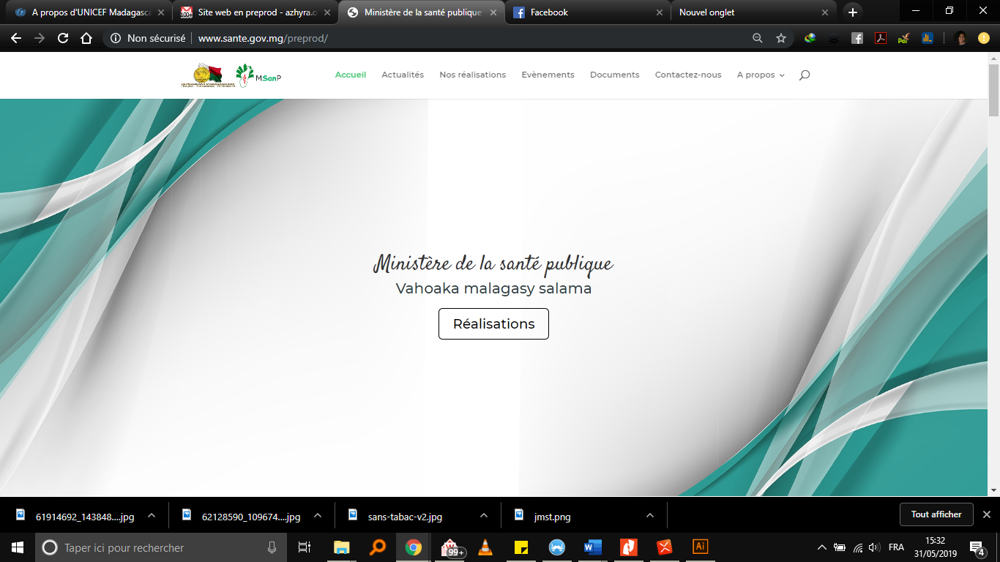 A propos d'UNICEF Madagasca
Site web en preprod - azhyra.o
Ministère de la santé publique
Facebook
Nouvel onglet
Non sécurisé
www.sante.gov.mg/preprod/
MSanP
Accueil
Actualités
Nos réalisations
Evènements
Documents
Contactez-nous
A propos
Ministère de la santé publique
Vahoaka malagasy salama
Réalisations
61914692_143848....jpg
62128590_109674....jpg
sans-tabac-v2.jpg
jmst.png
Tout afficher
Taper ici pour rechercher
99+
Ai
FRA
15:32
31/05/2019
4